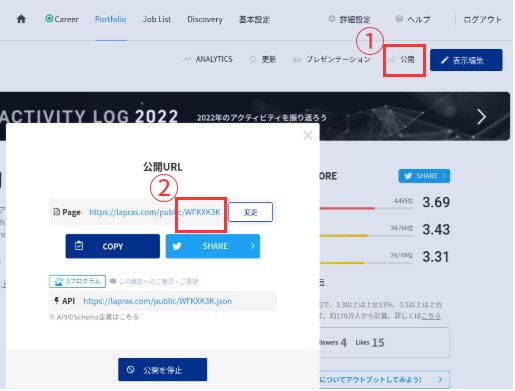 Career Portfolio Job List Discovery 基本設定 詳細設定 ヘルプ ログアウト
①
ANALYTICS 更新 プレゼンテーション 公開 表示編集
ACTIVITY LOG 2022 2022年のアクティビティを振り返ろう
公開URL
②
Page https://lapras.com/public/WFKXK3K 変更
COPY SHARE
βプログラム この機能へのご意見・ご要望
API https://lapras.com/public/WFKXK3K.json
※ APIのSchema定義はこちら
公開を停止
ORE SHARE
4,455位 3.69
34,766位 3.43
26,108位 3.31
で、3.3以上は上位13%、3.5以上は上位
、約170万人から計算。詳しくはこちら
llowers 4 Likes 15
についてアウトプットしてみよう!